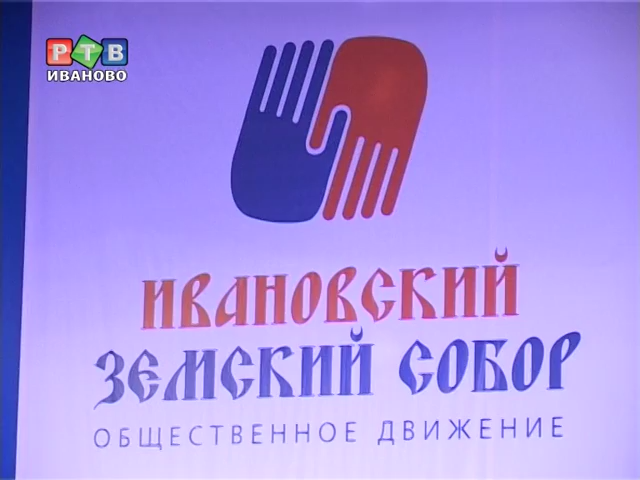 РТВ
ИВАНОВО
ИВАНОВСКИЙ
ЗЕМСКИЙ СОБОР
ОБЩЕСТВЕННОЕ ДВИЖЕНИЕ